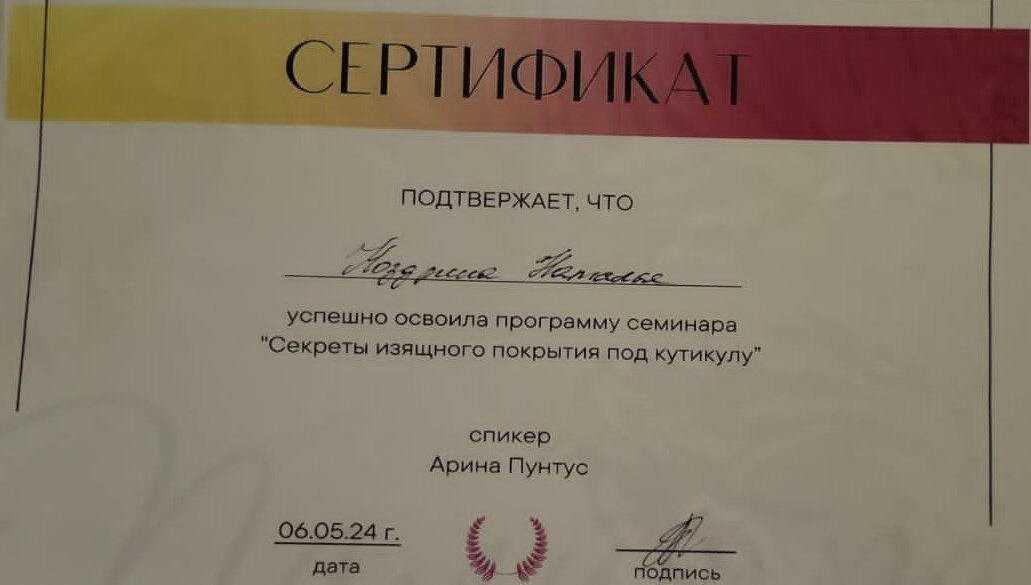 СЕРТИФИКАТ
ПОДТВЕРЖАЕТ, ЧТО
Ноздрина Наталья
успешно освоила программу семинара
"Секреты изящного покрытия под кутикулу"
спикер
Арина Пунтус
06.05.24 г.
дата
подпись